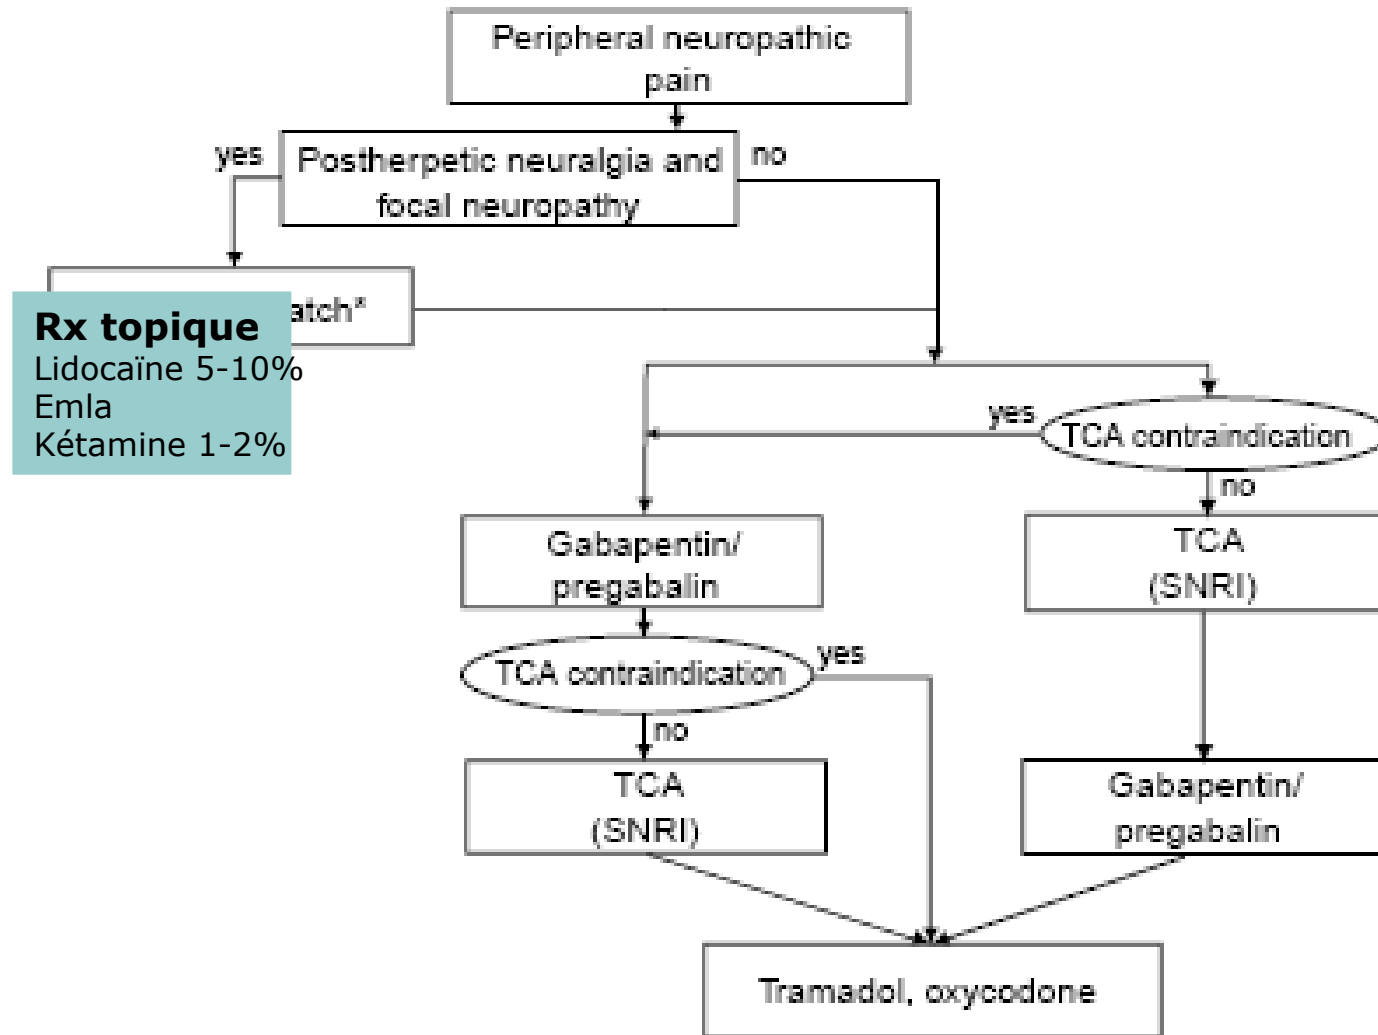 Peripheral neuropathic
pain
yes
Postherpetic neuralgia and
focal neuropathy
no
atch*
Rx topique
Lidocaïne 5-10%
Emla
Kétamine 1-2%
yes
TCA contraindication
no
Gabapentin/
pregabalin
TCA
(SNRI)
TCA contraindication
yes
no
TCA
(SNRI)
Gabapentin/
pregabalin
Tramadol, oxycodone